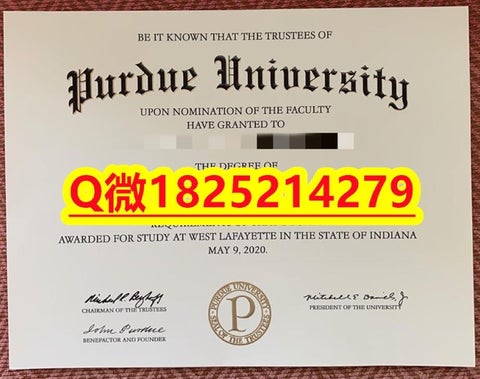 BE IT KNOWN THAT THE TRUSTEES OF
Purdue University
UPON NOMINATION OF THE FACULTY
HAVE GRANTED TO
THE DEGREE OF
Q微1825214279
AWARDED FOR STUDY AT WEST LAFAYETTE IN THE STATE OF INDIANA
MAY 9, 2020.
CHAIRMAN OF THE TRUSTEES
John Purdue
BENEFACTOR AND FOUNDER
PURDUE UNIVERSITY
P
SEAL OF THE TRUSTEES
Mitchell E. Daniels, Jr
PRESIDENT OF THE UNIVERSITY